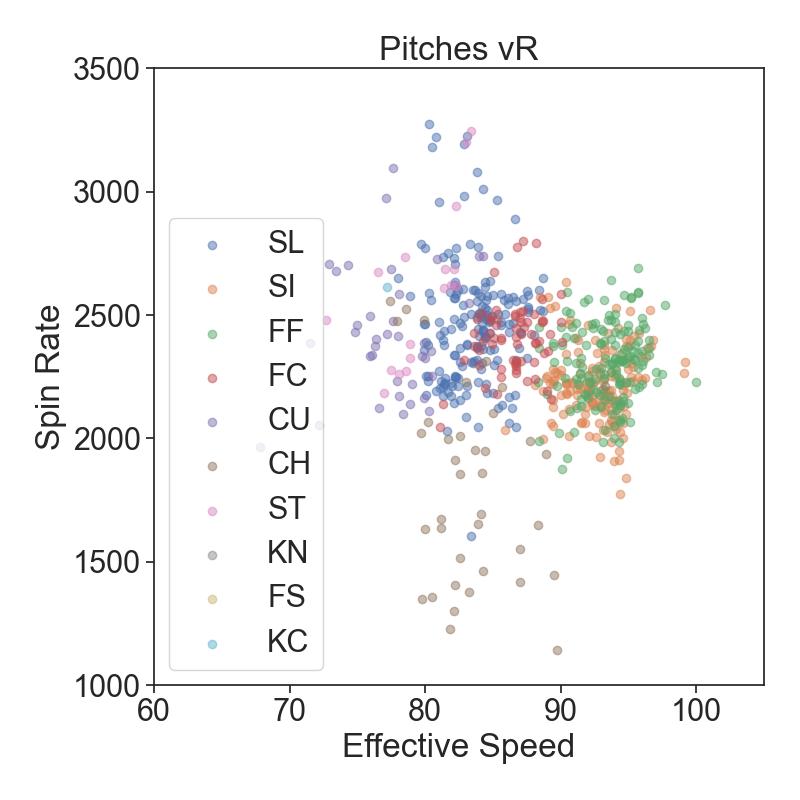 Pitches vR
3500
3000
2500
2000
1500
1000
Spin Rate
SL
SI
FF
FC
CU
CH
ST
KN
FS
KC
60 70 80 90 100
Effective Speed